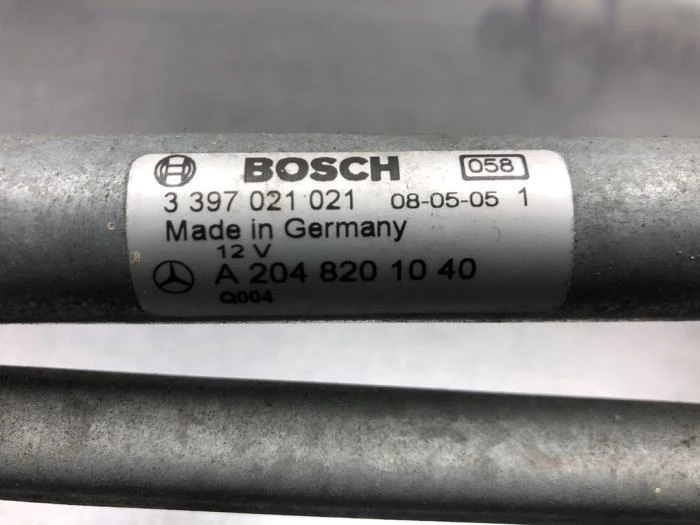 BOSCH 058
3 397 021 021 08-05-05 1
Made in Germany
12 V
A 204 820 10 40
Q004